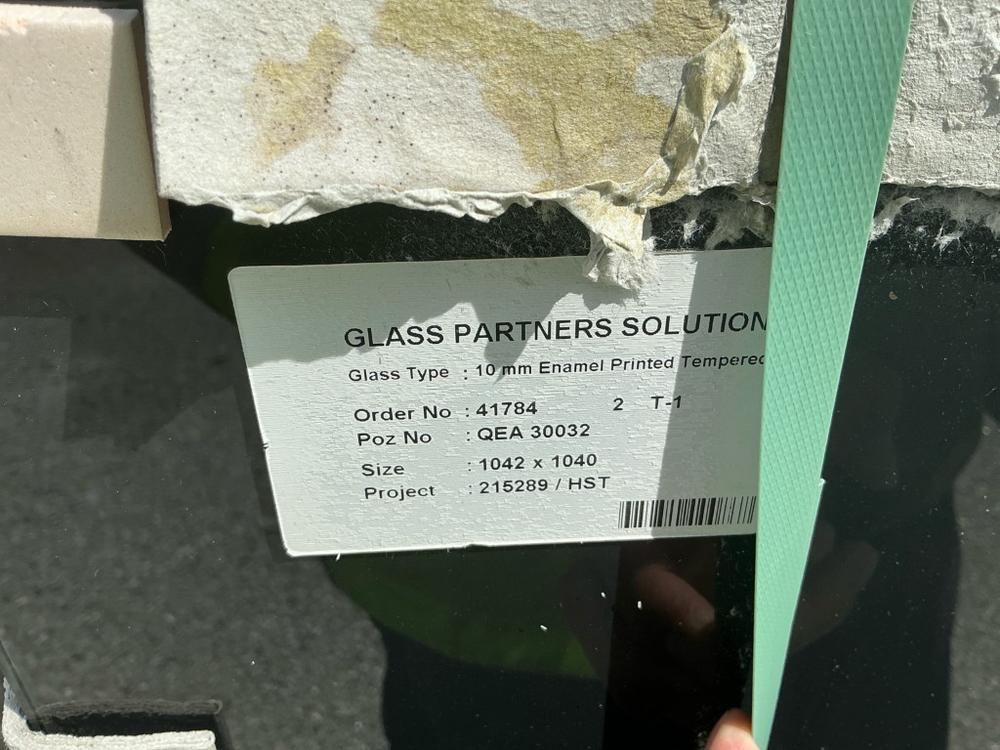 GLASS PARTNERS SOLUTION
Glass Type : 10 mm Enamel Printed Tempered
Order No : 41784 2 T-1
Poz No : QEA 30032
Size : 1042 x 1040
Project : 215289 / HST